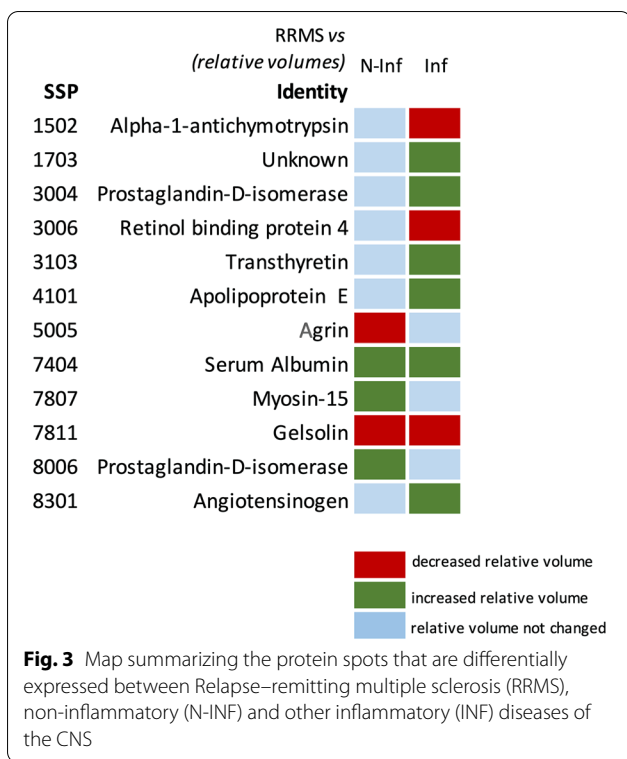 RRMS vs
(relative volumes) N-Inf Inf
SSP Identity
1502 Alpha-1-antichymotrypsin
1703 Unknown
3004 Prostaglandin-D-isomerase
3006 Retinol binding protein 4
3103 Transthyretin
4101 Apolipoprotein E
5005 Agrin
7404 Serum Albumin
7807 Myosin-15
7811 Gelsolin
8006 Prostaglandin-D-isomerase
8301 Angiotensinogen
decreased relative volume
increased relative volume
relative volume not changed
Fig. 3 Map summarizing the protein spots that are differentially
expressed between Relapse–remitting multiple sclerosis (RRMS),
non-inflammatory (N-INF) and other inflammatory (INF) diseases of
the CNS